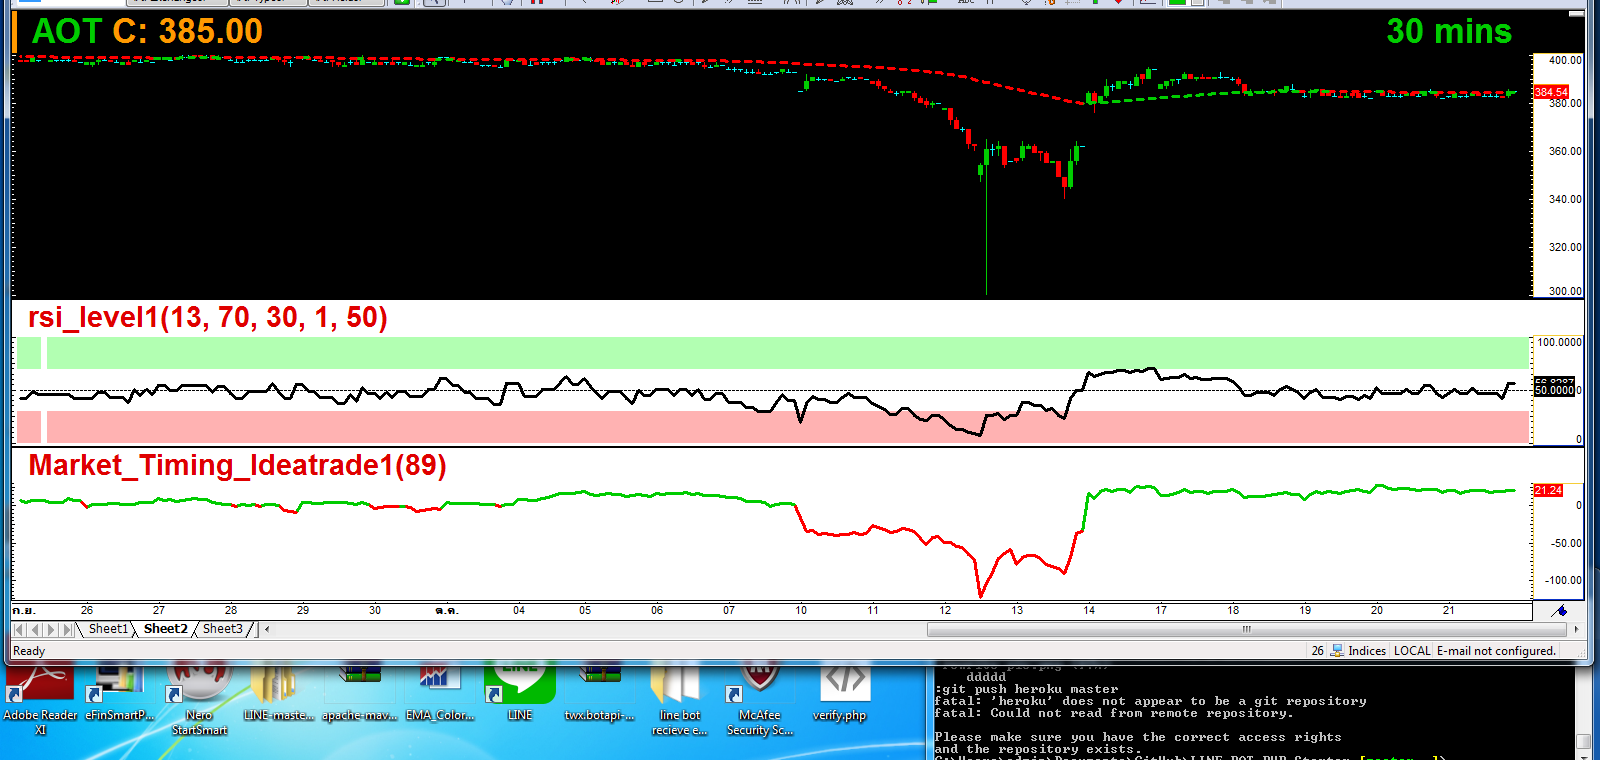 AOT C: 385.00
30 mins
400.00
384.54
380.00
360.00
340.00
320.00
300.00
rsi_level1(13, 70, 30, 1, 50)
100.0000
50.0000
0
Market_Timing_Ideatrade1(89)
21.24
0
-50.00
-100.00
ก.ย. 26 27 28 29 30 ต.ค. 04 05 06 07 10 11 12 13 14 17 18 19 20 21
Sheet1 Sheet2 Sheet3
Ready
26 Indices LOCAL E-mail not configured.
Adobe Reader XI
eFinSmartP...
Nero StartSmart
LINE-maste...
apache-mav...
EMA_Color...
LINE
twx.botapi-...
line bot recieve e...
McAfee Security Sc...
verify.php
ddddd
:git push heroku master
fatal: 'heroku' does not appear to be a git repository
fatal: Could not read from remote repository.
Please make sure you have the correct access rights
and the repository exists.